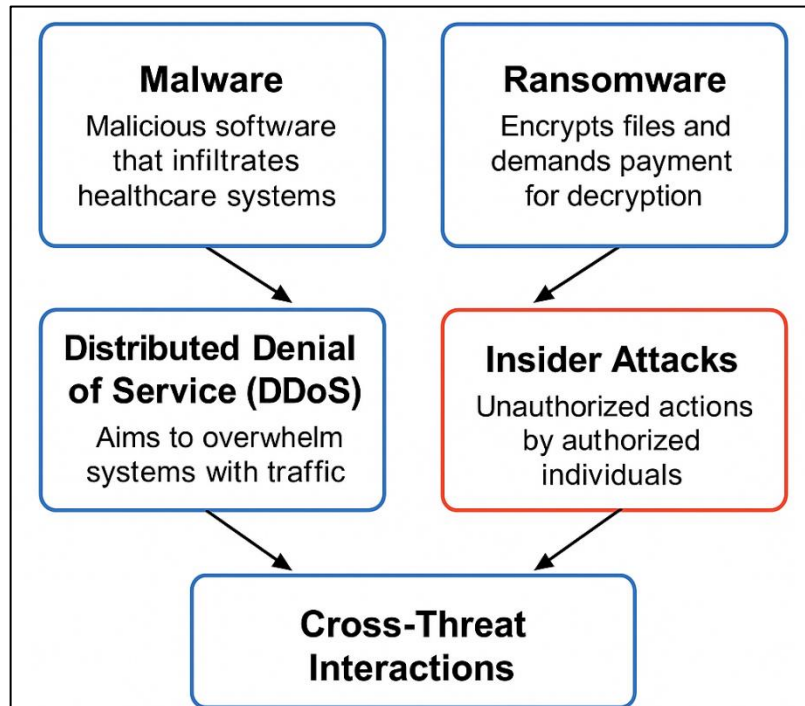 Malware
Malicious software
that infiltrates
healthcare systems
Ransomware
Encrypts files and
demands payment
for decryption
Distributed Denial
of Service (DDoS)
Aims to overwhelm
systems with traffic
Insider Attacks
Unauthorized actions
by authorized
individuals
Cross-Threat
Interactions